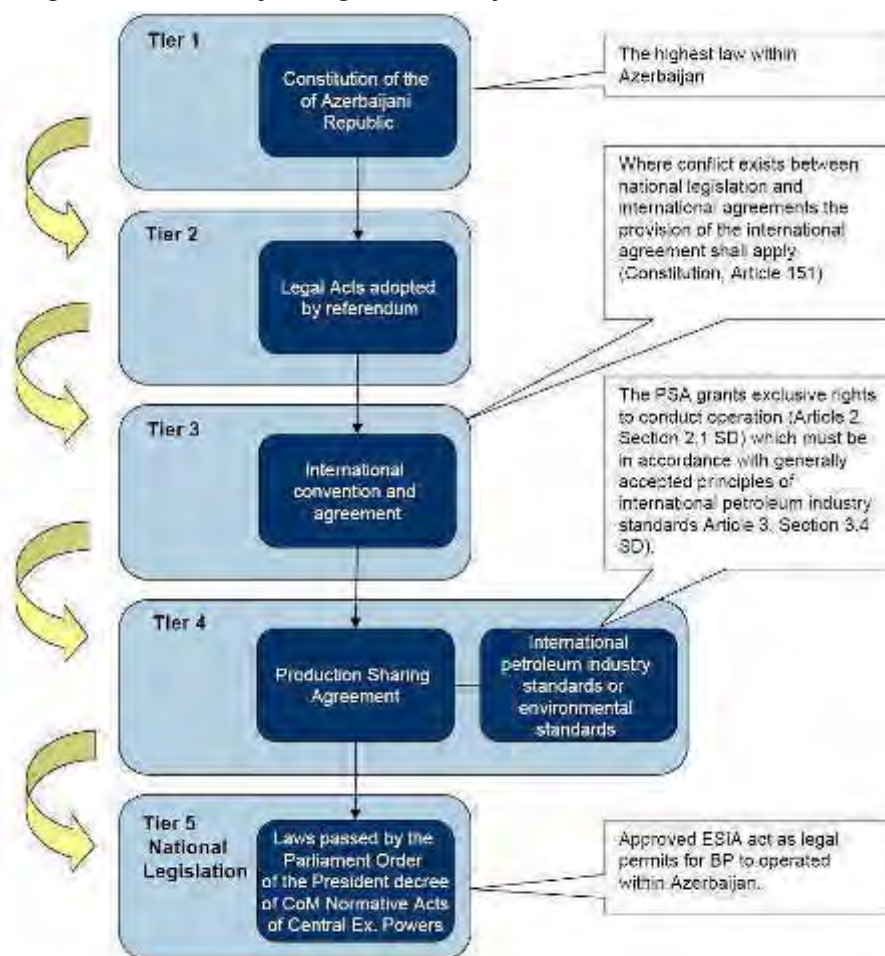 Tier 1
Constitution of the
of Azerbaijani
Republic
The highest law within
Azerbaijan
Where conflict exists between
national legislation and
international agreements the
provision of the international
agreement shall apply
(Constitution, Article 151)
Tier 2
Legal Acts adopted
by referendum
Tier 3
International
convention and
agreement
The PSA grants exclusive rights
to conduct operation (Article 2,
Section 2.1 SD) which must be
in accordance with generally
accepted principles of
international petroleum industry
standards Article 3, Section 3.4
SD).
Tier 4
Production Sharing
Agreement
International
petroleum industry
standards or
environmental
standards
Tier 5
National
Legislation
Laws passed by the
Parliament Order
of the President decree
of CoM Normative Acts
of Central Ex. Powers
Approved ESIA act as legal
permits for BP to operated
within Azerbaijan.